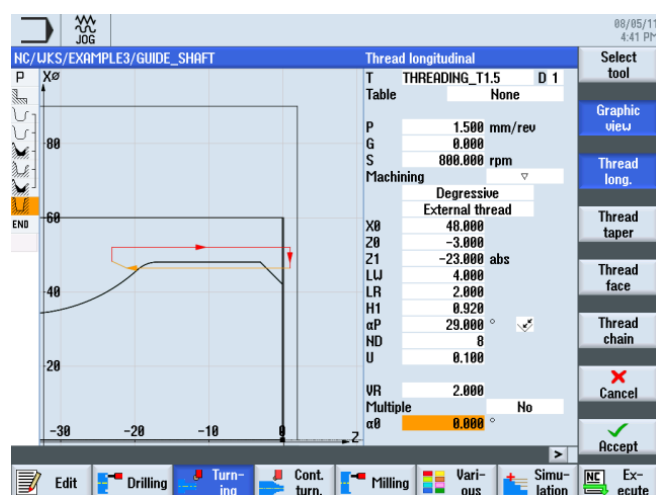 JOG
08/05/11
4:41 PM
NC/WKS/EXAMPLE3/GUIDE_SHAFT
Thread longitudinal
Select
tool
P
XØ
T THREADING_T1.5 D 1
Table None
Graphic
view
P 1.500 mm/rev
G 0.000
S 800.000 rpm
Machining ▽
Thread
long.
Degressive
External thread
X0 48.000
Z0 -3.000
Z1 -23.000 abs
LW 4.000
LR 2.000
H1 0.920
αP 29.000 °
ND 8
U 0.100
VR 2.000
Multiple No
α0 0.000 °
Thread
taper
Thread
face
Thread
chain
Cancel
Accept
END
80
60
40
20
-30 -20 -10 0 Z
>
Edit
Drilling
Turn-
ing
Cont.
turn.
Milling
Vari-
ous
Simu-
lation
NC Ex-
ecute